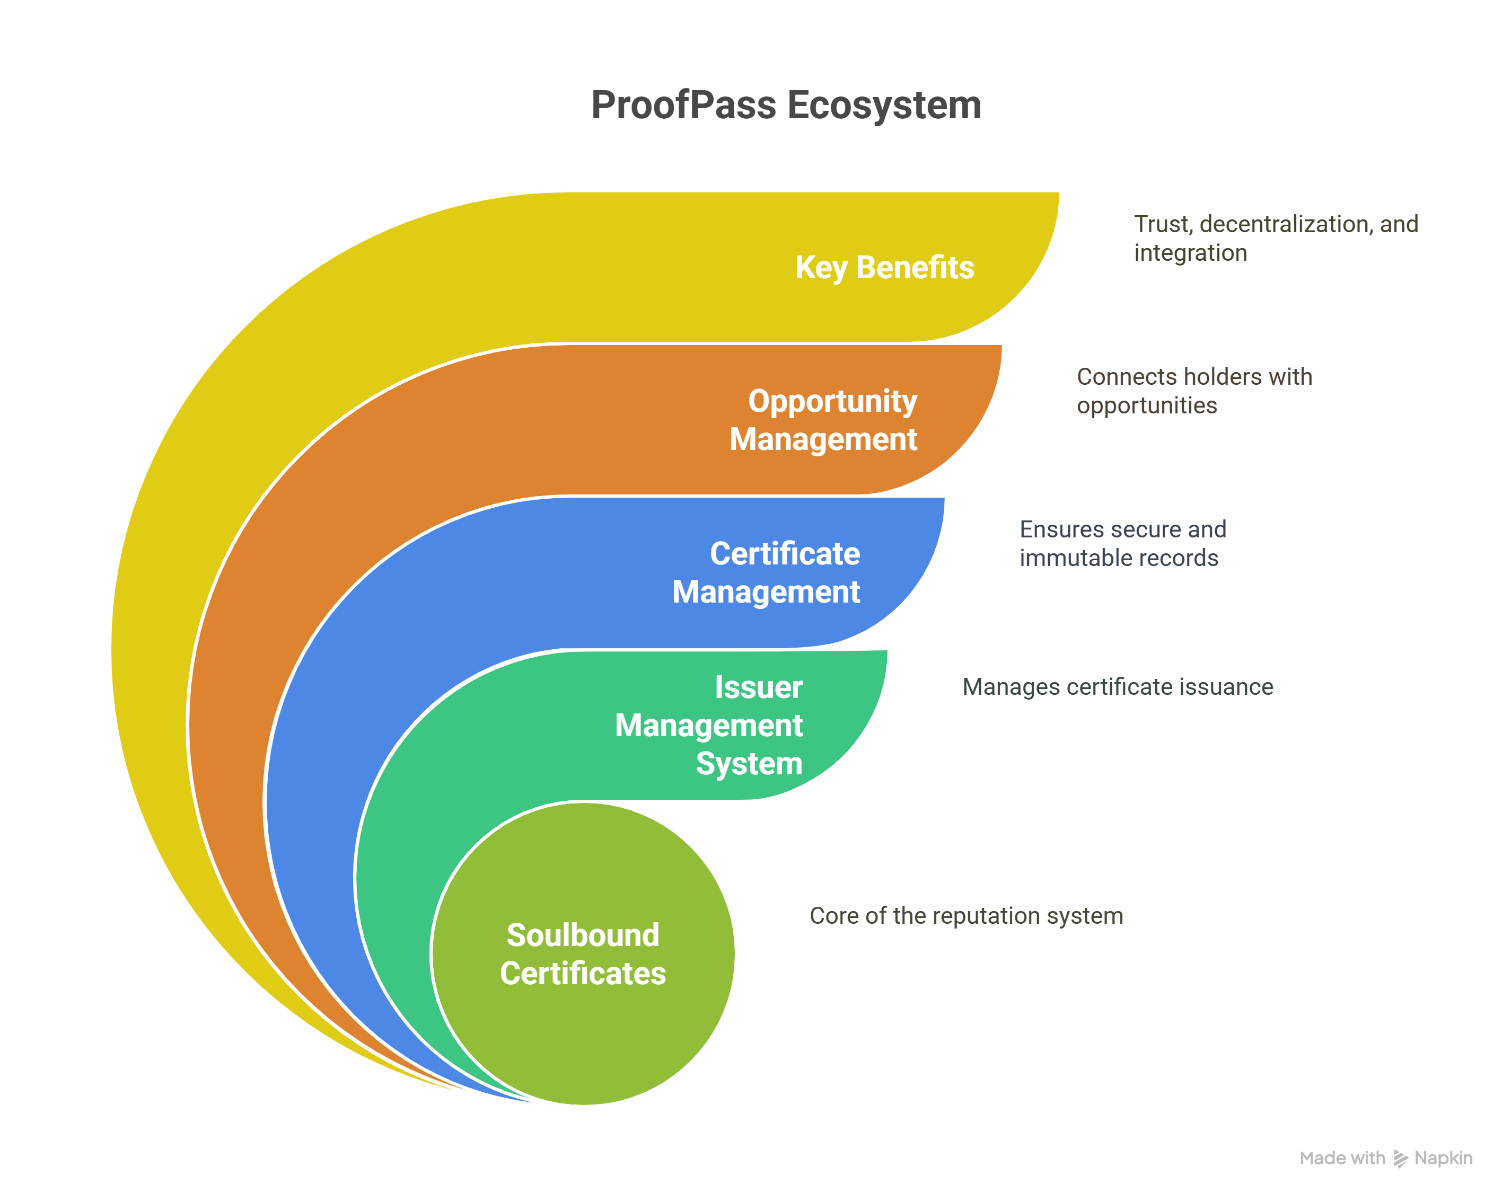 ProofPass Ecosystem
Key Benefits
Trust, decentralization, and
integration
Opportunity
Management
Connects holders with
opportunities
Certificate
Management
Ensures secure and
immutable records
Issuer
Management
System
Manages certificate issuance
Soulbound
Certificates
Core of the reputation system
Made with Napkin